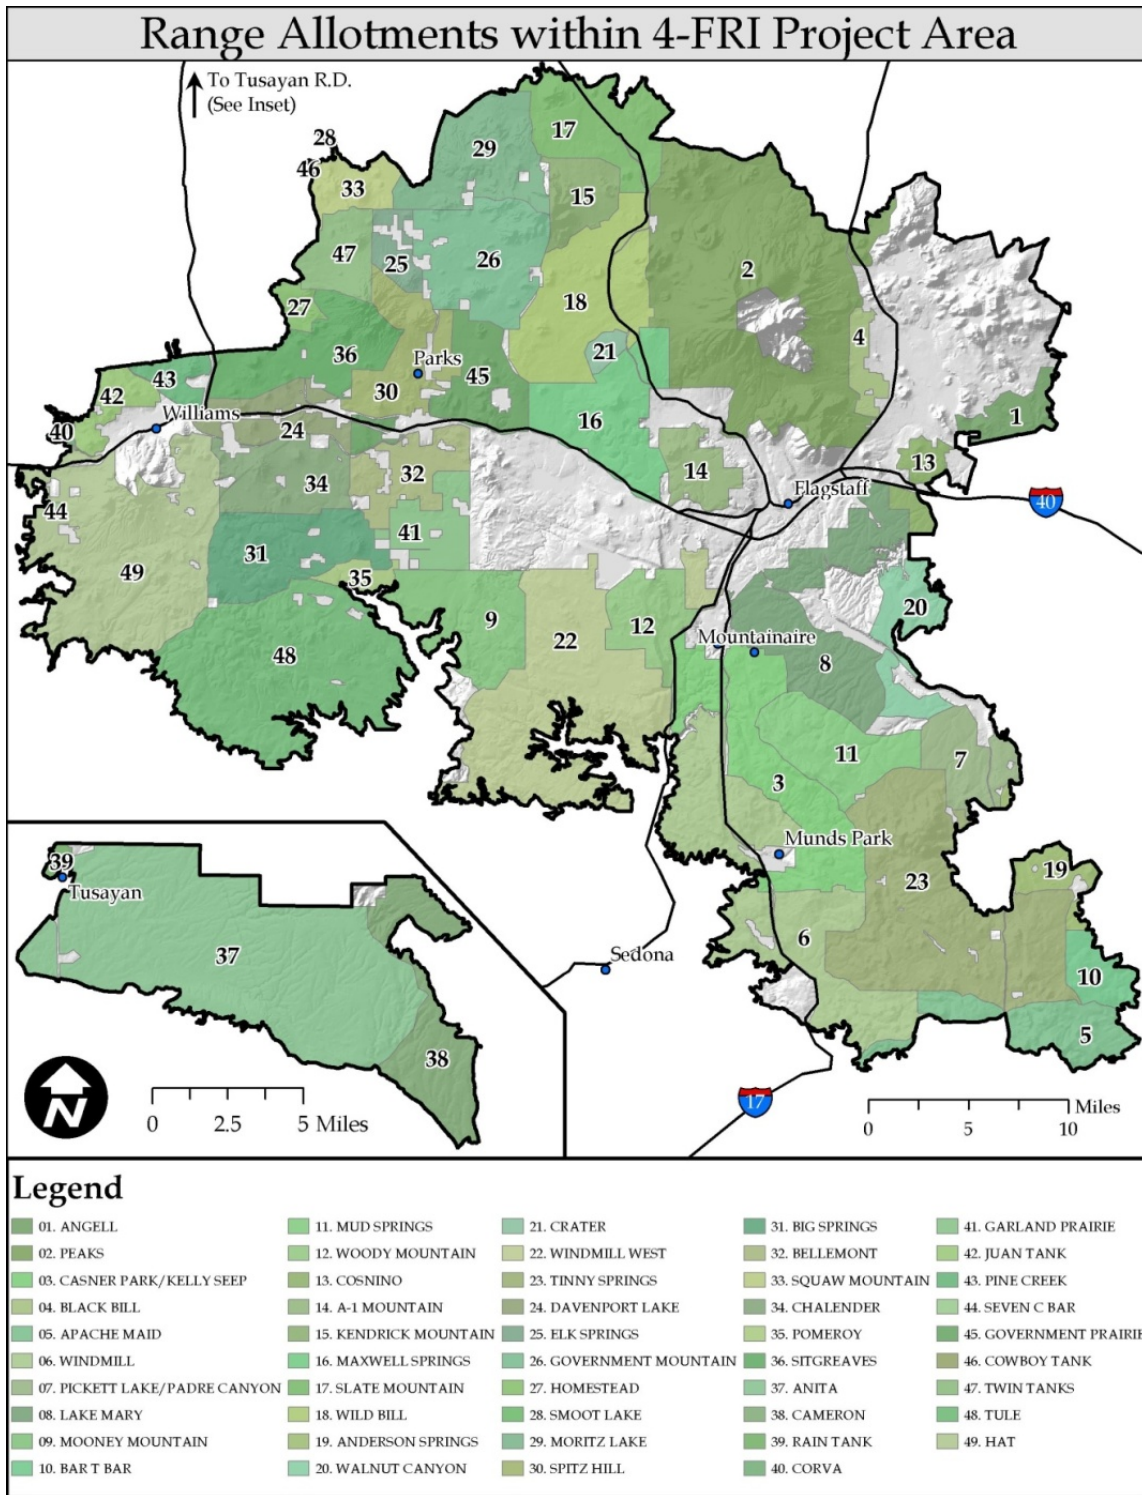 Range Allotments within 4-FRI Project Area
To Tusayan R.D.
(See Inset)
28
17
29
46
33
15
47
25
26
2
27
18
4
36
21
Parks
43
45
30
42
Williams
1
40
24
16
13
32
14
34
Flagstaff
40
44
41
31
49
35
20
9
12
Mountainaire
22
48
8
11
7
3
Munds Park
39
19
Tusayan
23
6
37
Sedona
10
5
38
17
N
0 2.5 5 Miles
Miles
0 5 10
Legend
01. ANGELL
02. PEAKS
03. CASNER PARK/KELLY SEEP
04. BLACK BILL
05. APACHE MAID
06. WINDMILL
07. PICKETT LAKE/PADRE CANYON
08. LAKE MARY
09. MOONEY MOUNTAIN
10. BAR T BAR
11. MUD SPRINGS
12. WOODY MOUNTAIN
13. COSNINO
14. A-1 MOUNTAIN
15. KENDRICK MOUNTAIN
16. MAXWELL SPRINGS
17. SLATE MOUNTAIN
18. WILD BILL
19. ANDERSON SPRINGS
20. WALNUT CANYON
21. CRATER
22. WINDMILL WEST
23. TINNY SPRINGS
24. DAVENPORT LAKE
25. ELK SPRINGS
26. GOVERNMENT MOUNTAIN
27. HOMESTEAD
28. SMOOT LAKE
29. MORITZ LAKE
30. SPITZ HILL
31. BIG SPRINGS
32. BELLEMONT
33. SQUAW MOUNTAIN
34. CHALENDER
35. POMEROY
36. SITGREAVES
37. ANITA
38. CAMERON
39. RAIN TANK
40. CORVA
41. GARLAND PRAIRIE
42. JUAN TANK
43. PINE CREEK
44. SEVEN C BAR
45. GOVERNMENT PRAIRIE
46. COWBOY TANK
47. TWIN TANKS
48. TULE
49. HAT